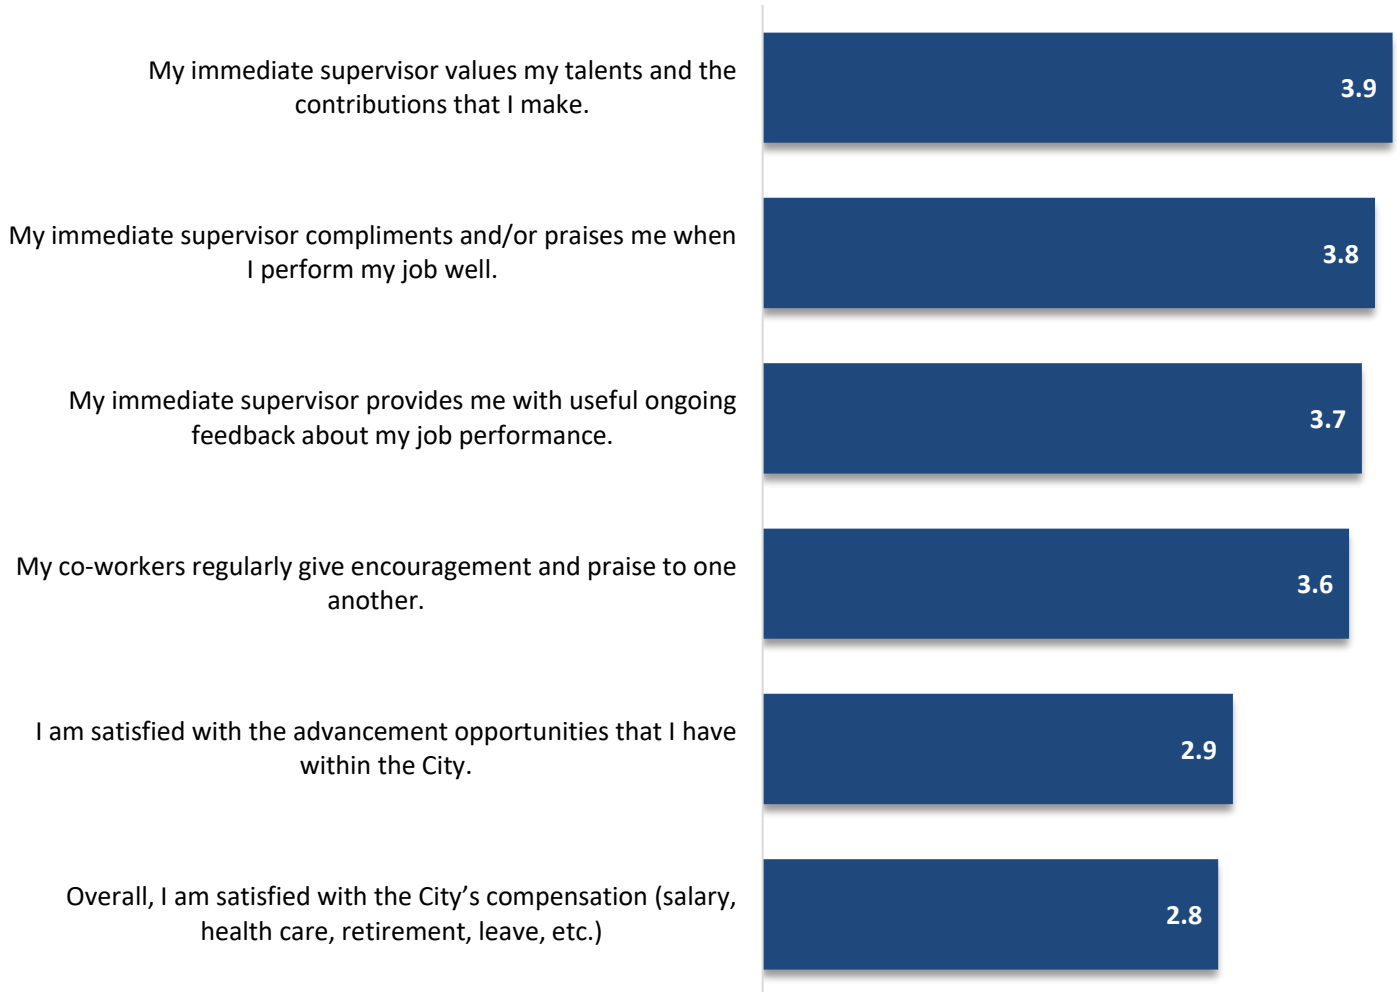 My immediate supervisor values my talents and the
contributions that I make.
3.9
My immediate supervisor compliments and/or praises me when
I perform my job well.
3.8
My immediate supervisor provides me with useful ongoing
feedback about my job performance.
3.7
My co-workers regularly give encouragement and praise to one
another.
3.6
I am satisfied with the advancement opportunities that I have
within the City.
2.9
Overall, I am satisfied with the City’s compensation (salary,
health care, retirement, leave, etc.)
2.8